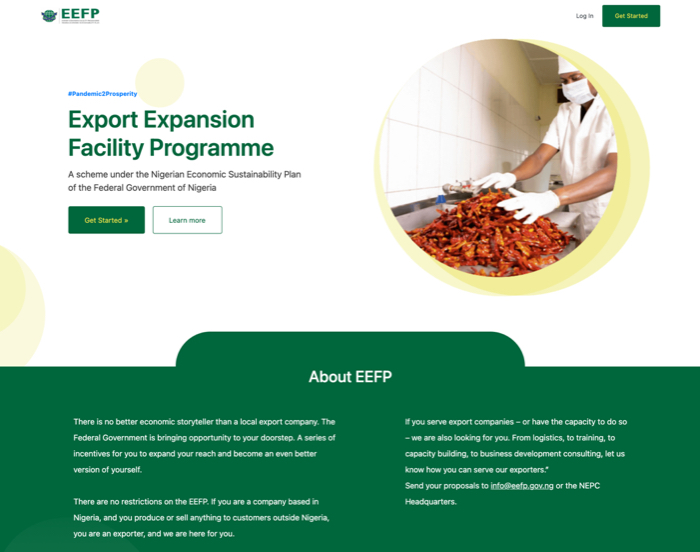 EEFP
Log In
Get Started
#Pandemic2Prosperity
Export Expansion
Facility Programme
A scheme under the Nigerian Economic Sustainability Plan
of the Federal Government of Nigeria
Get Started »
Learn more
About EEFP
There is no better economic storyteller than a local export company. The
Federal Government is bringing opportunity to your doorstep. A series of
incentives for you to expand your reach and become an even better
version of yourself.
There are no restrictions on the EEFP. If you are a company based in
Nigeria, and you produce or sell anything to customers outside Nigeria,
you are an exporter, and we are here for you.
If you serve export companies – or have the capacity to do so
– we are also looking for you. From logistics, to training, to
capacity building, to business development consulting, let us
know how you can serve our exporters."
Send your proposals to info@eefp.gov.ng or the NEPC
Headquarters.